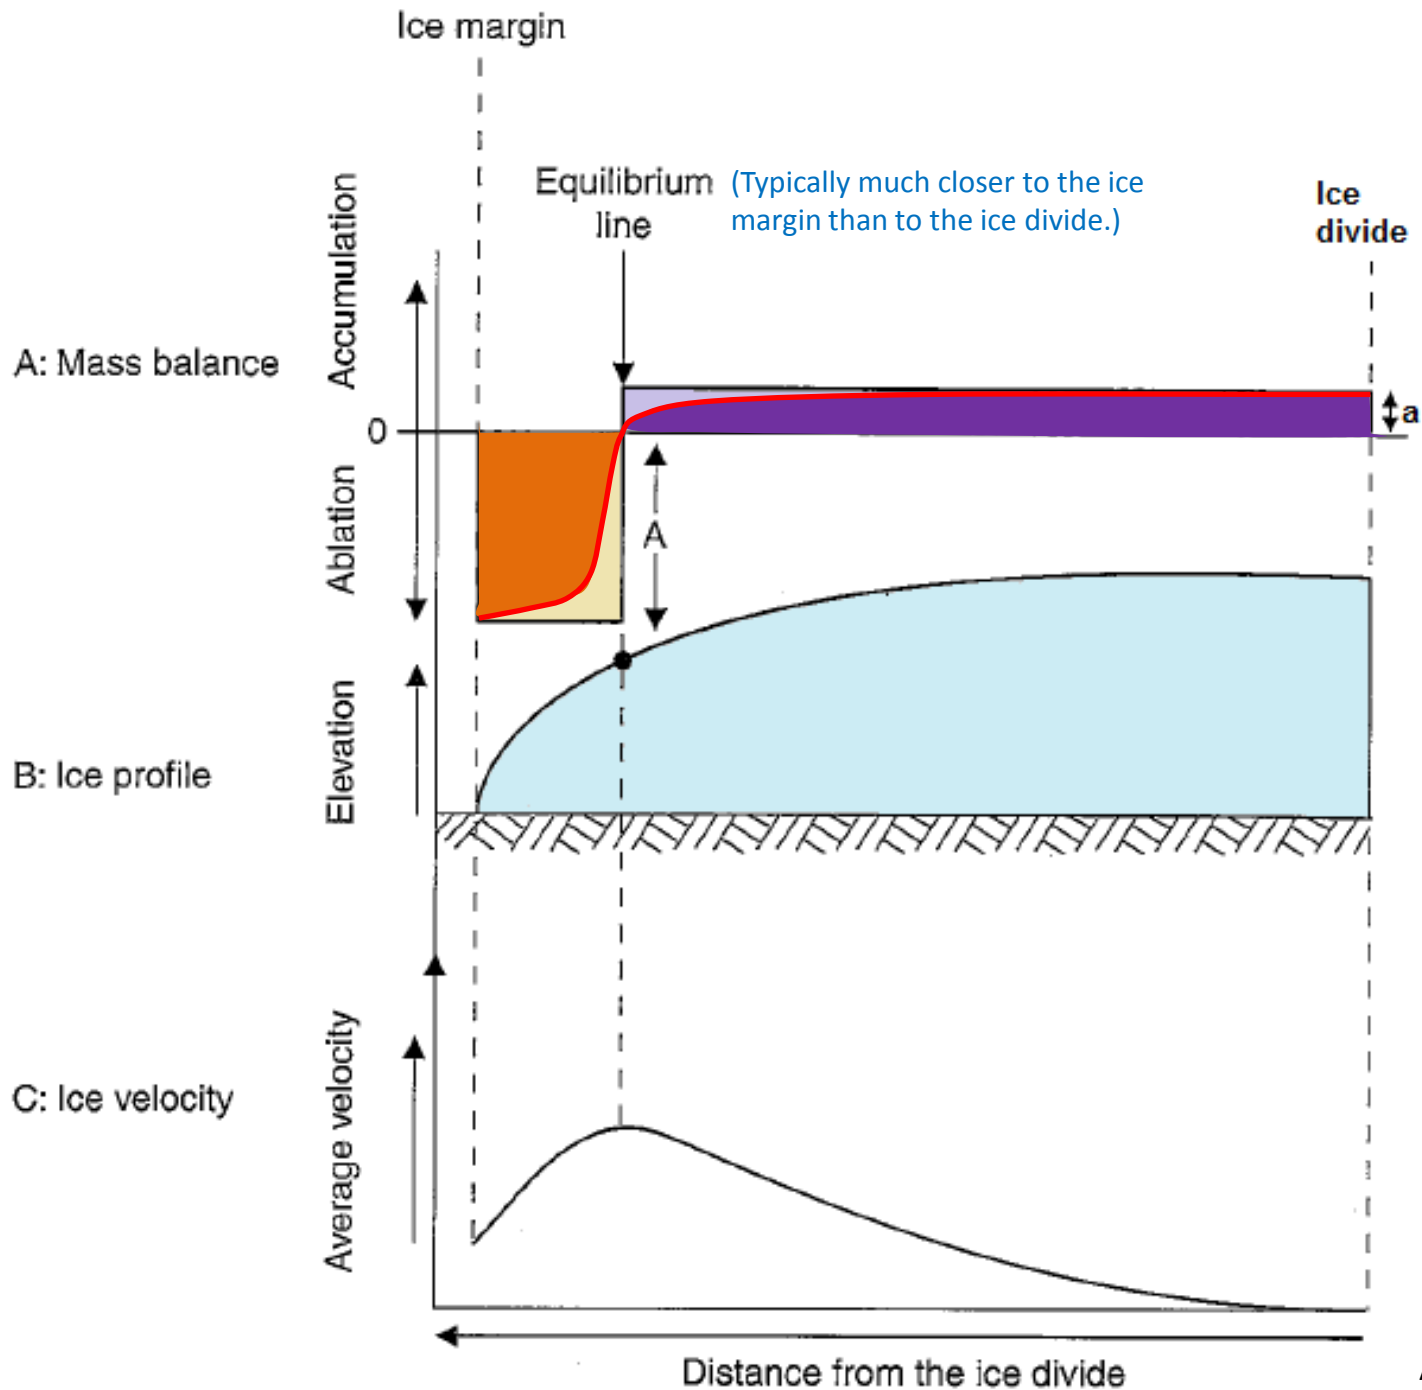 Ice margin
Equilibrium
line
(Typically much closer to the ice
margin than to the ice divide.)
Ice
divide
Accumulation
A: Mass balance
0
a
Ablation
A
Elevation
B: Ice profile
Average velocity
C: Ice velocity
Distance from the ice divide